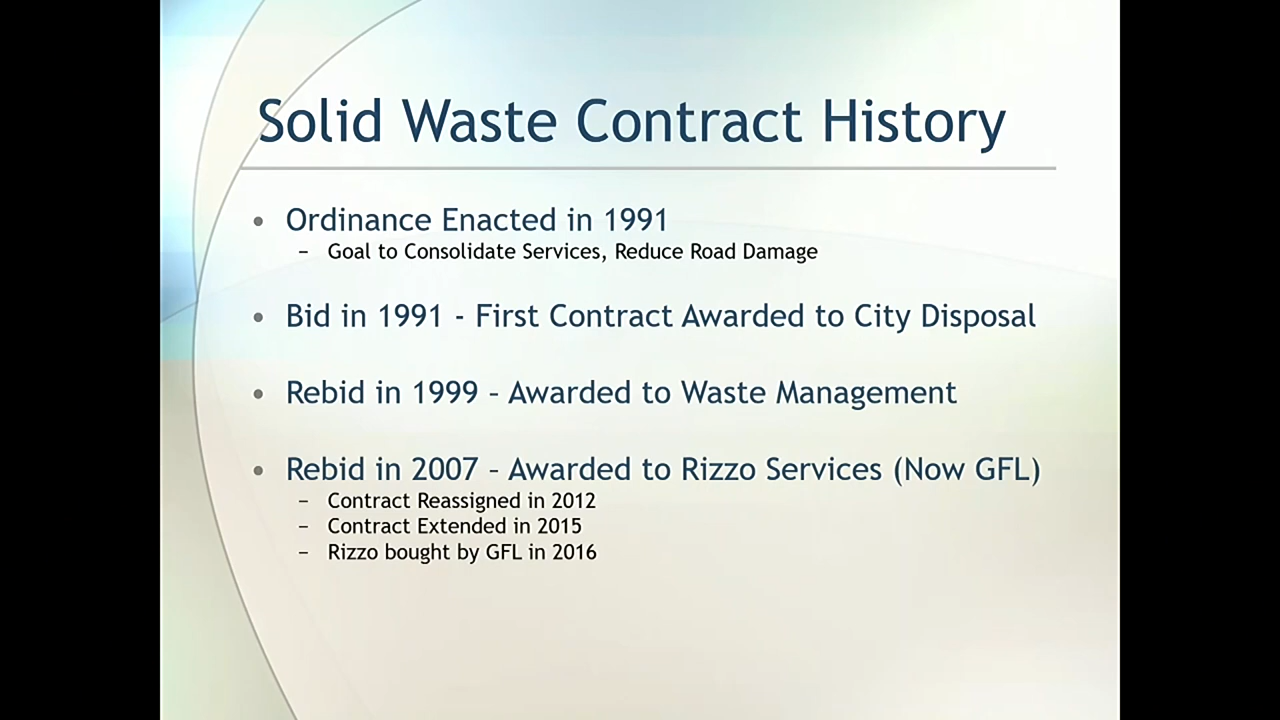 Solid Waste Contract History
• Ordinance Enacted in 1991
– Goal to Consolidate Services, Reduce Road Damage
• Bid in 1991 - First Contract Awarded to City Disposal
• Rebid in 1999 – Awarded to Waste Management
• Rebid in 2007 – Awarded to Rizzo Services (Now GFL)
– Contract Reassigned in 2012
– Contract Extended in 2015
– Rizzo bought by GFL in 2016